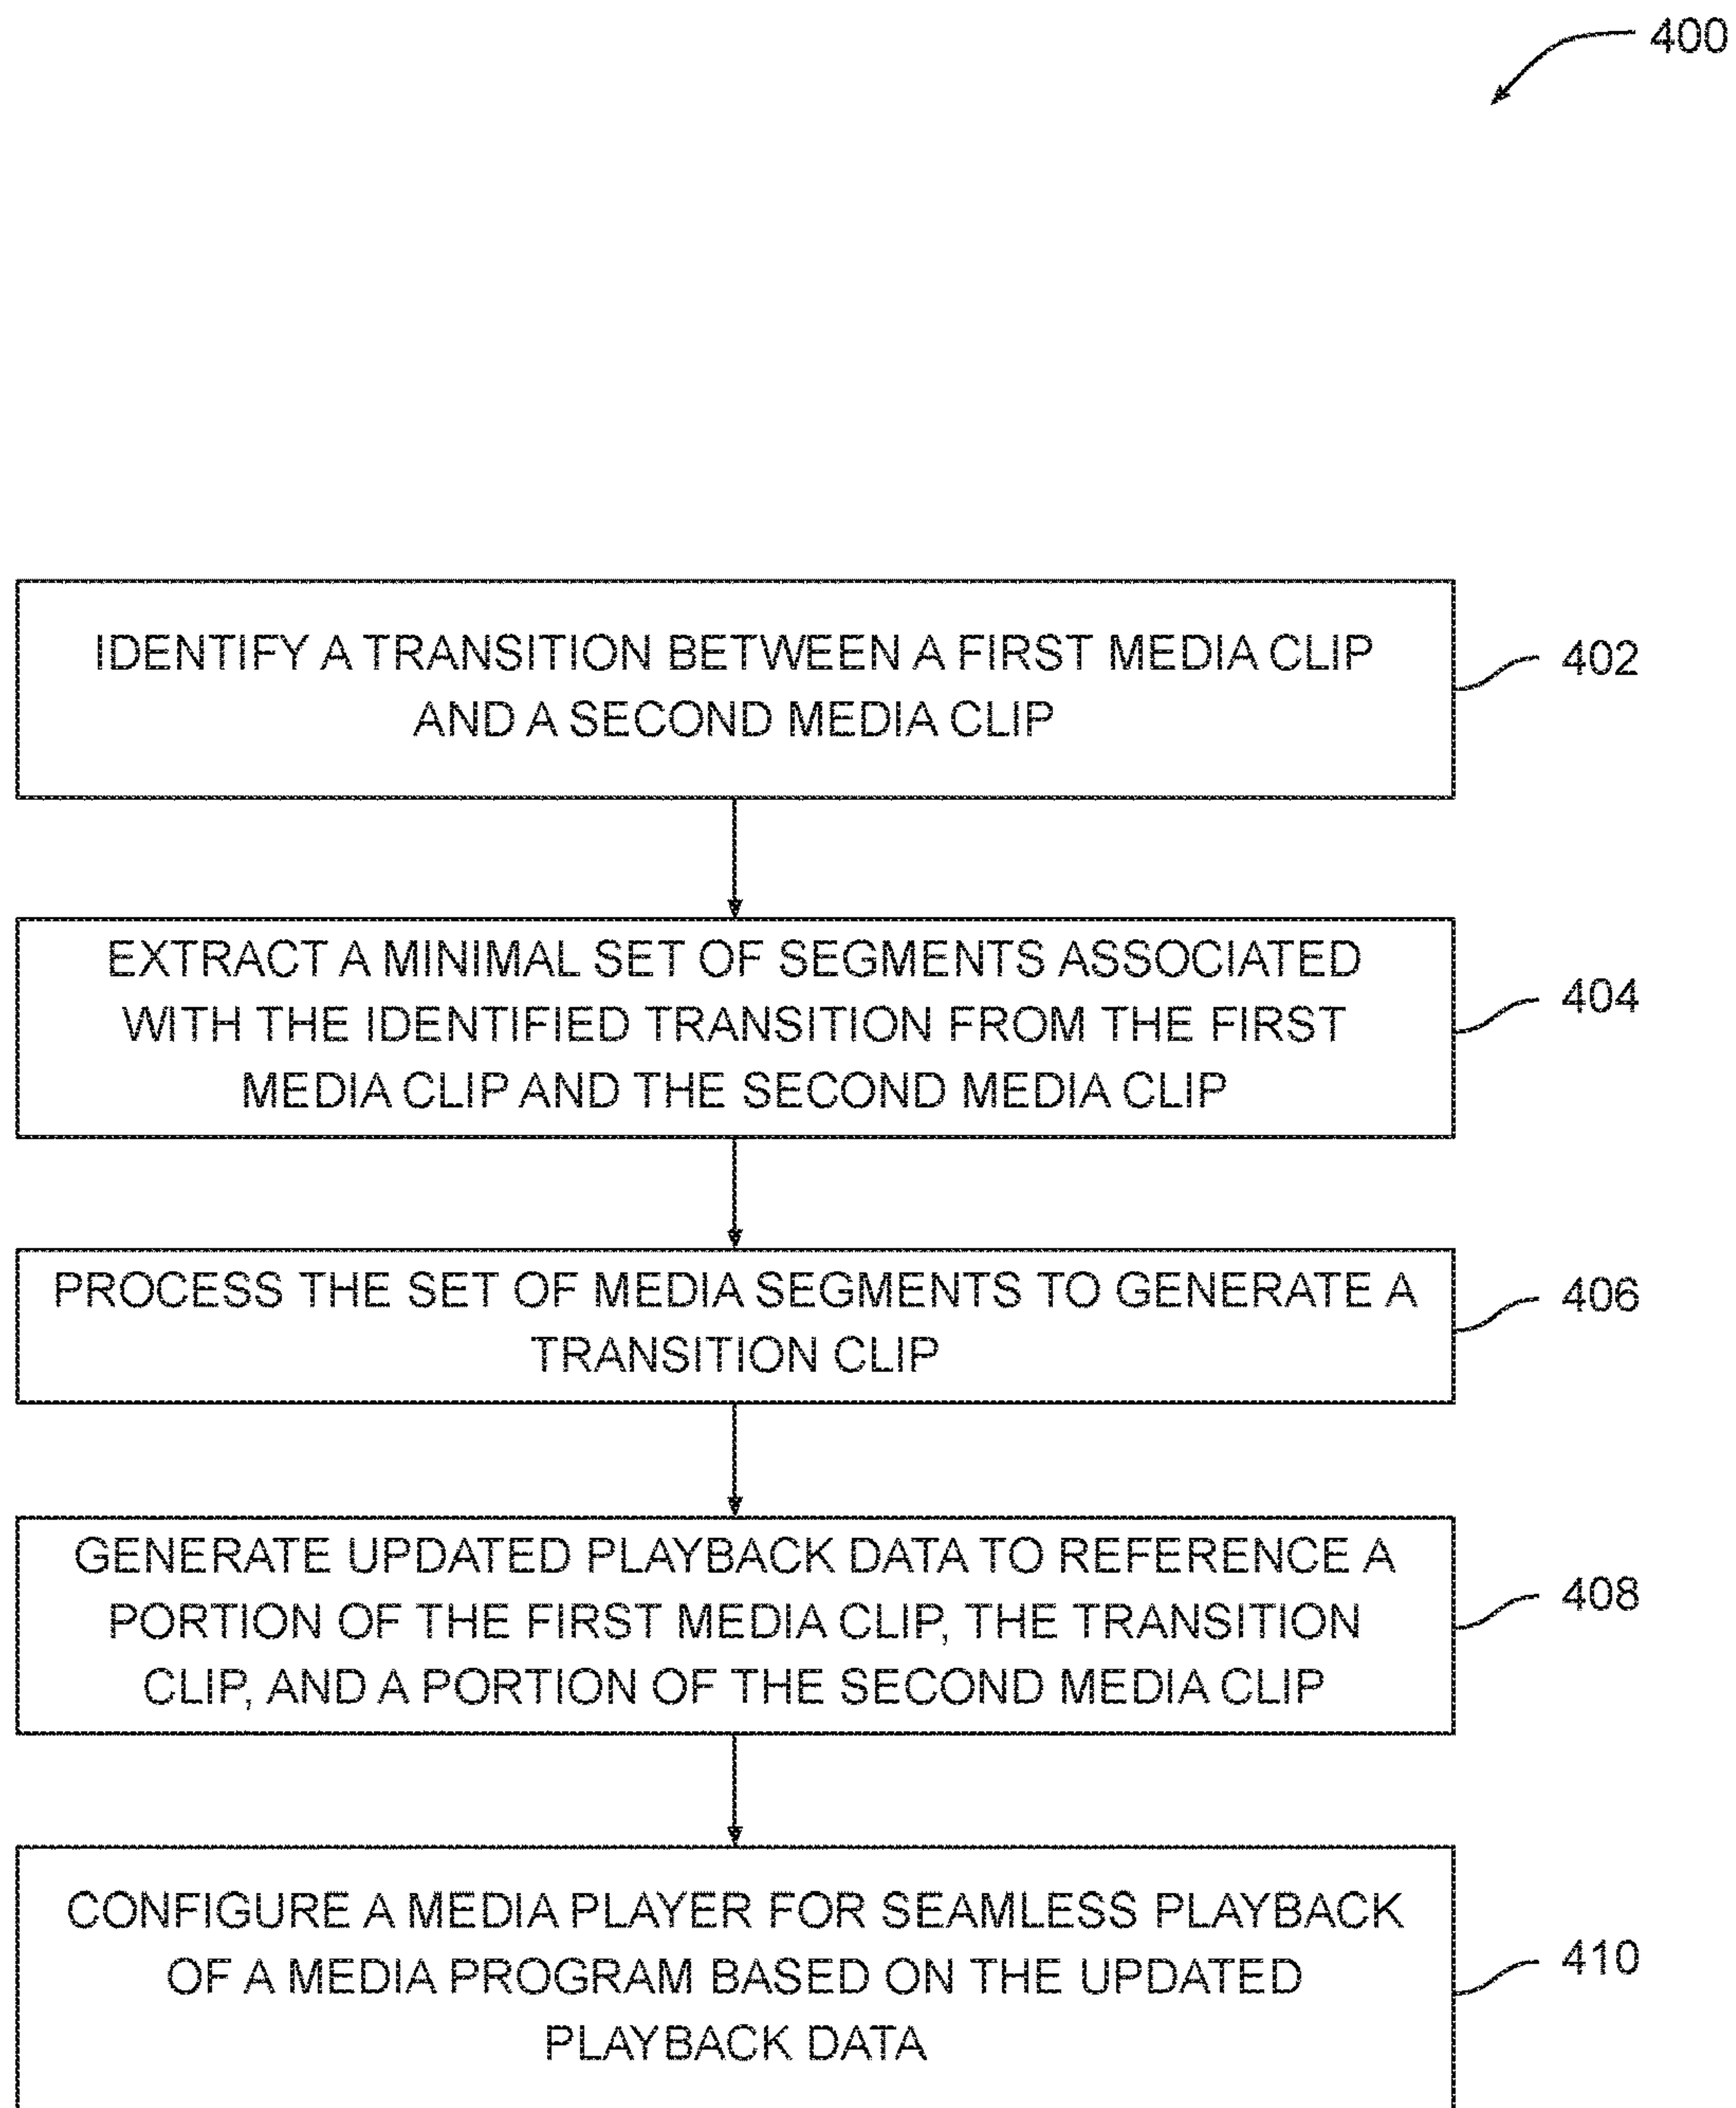 400
IDENTIFY A TRANSITION BETWEEN A FIRST MEDIA CLIP
AND A SECOND MEDIA CLIP
402
EXTRACT A MINIMAL SET OF SEGMENTS ASSOCIATED
WITH THE IDENTIFIED TRANSITION FROM THE FIRST
MEDIA CLIP AND THE SECOND MEDIA CLIP
404
PROCESS THE SET OF MEDIA SEGMENTS TO GENERATE A
TRANSITION CLIP
406
GENERATE UPDATED PLAYBACK DATA TO REFERENCE A
PORTION OF THE FIRST MEDIA CLIP, THE TRANSITION
CLIP, AND A PORTION OF THE SECOND MEDIA CLIP
408
CONFIGURE A MEDIA PLAYER FOR SEAMLESS PLAYBACK
OF A MEDIA PROGRAM BASED ON THE UPDATED
PLAYBACK DATA
410